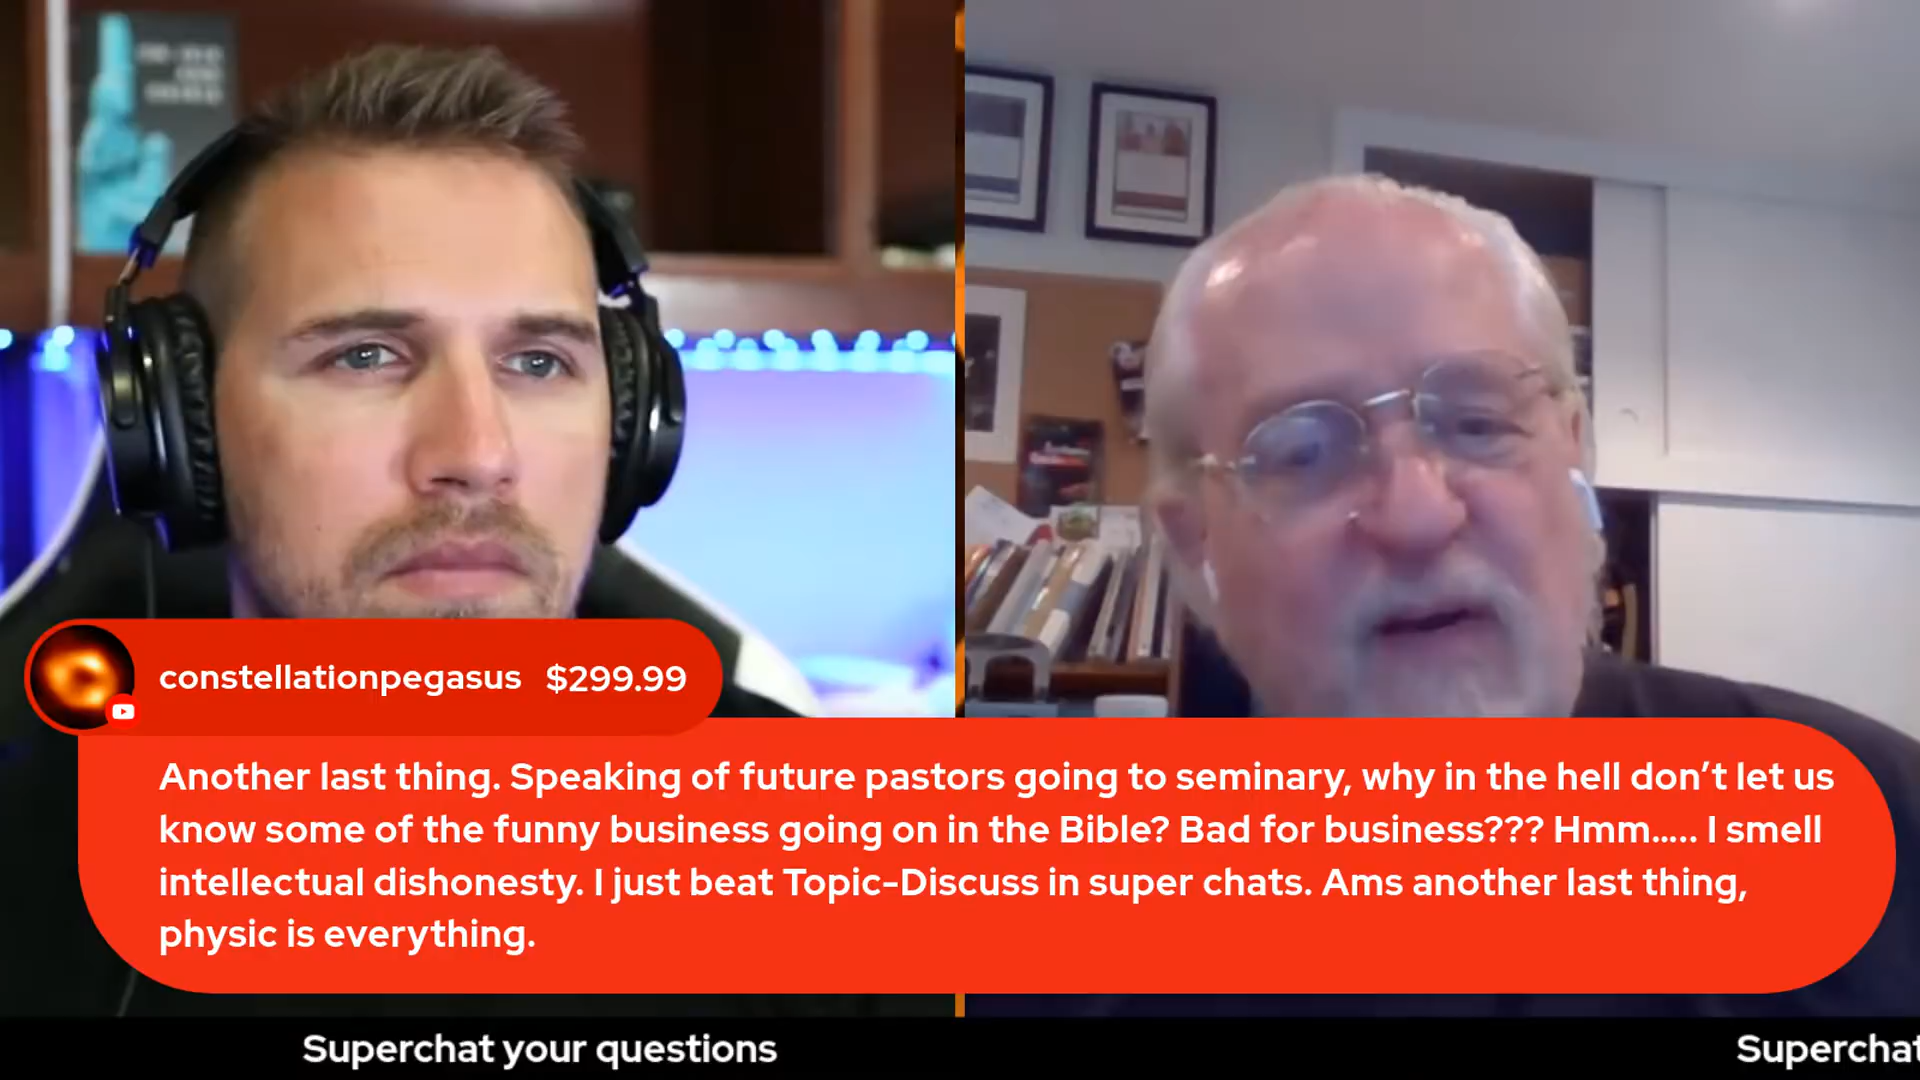 constellationpegasus $299.99
Another last thing. Speaking of future pastors going to seminary, why in the hell don’t let us
know some of the funny business going on in the Bible? Bad for business??? Hmm..... I smell
intellectual dishonesty. I just beat Topic-Discuss in super chats. Ams another last thing,
physic is everything.
Superchat your questions
Superchat